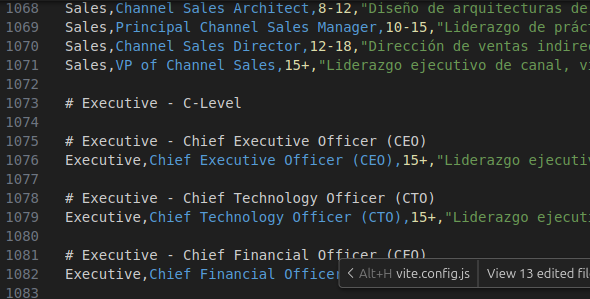 1068 Sales,Channel Sales Architect,8-12,"Diseño de arquitecturas de
1069 Sales,Principal Channel Sales Manager,10-15,"Liderazgo de
1070 Sales,Channel Sales Director,12-18,"Dirección de ventas
1071 Sales,VP of Channel Sales,15+,"Liderazgo ejecutivo de canal,
1072
1073 # Executive - C-Level
1074
1075 # Executive - Chief Executive Officer (CEO)
1076 Executive,Chief Executive Officer (CEO),15+,"Liderazgo
1077
1078 # Executive - Chief Technology Officer (CTO)
1079 Executive,Chief Technology Officer (CTO),15+,"Liderazgo
1080
1081 # Executive - Chief Financial Officer (CFO)
1082 Executive,Chief Financial Officer
1083
Alt+H vite.config.js View 13 edited